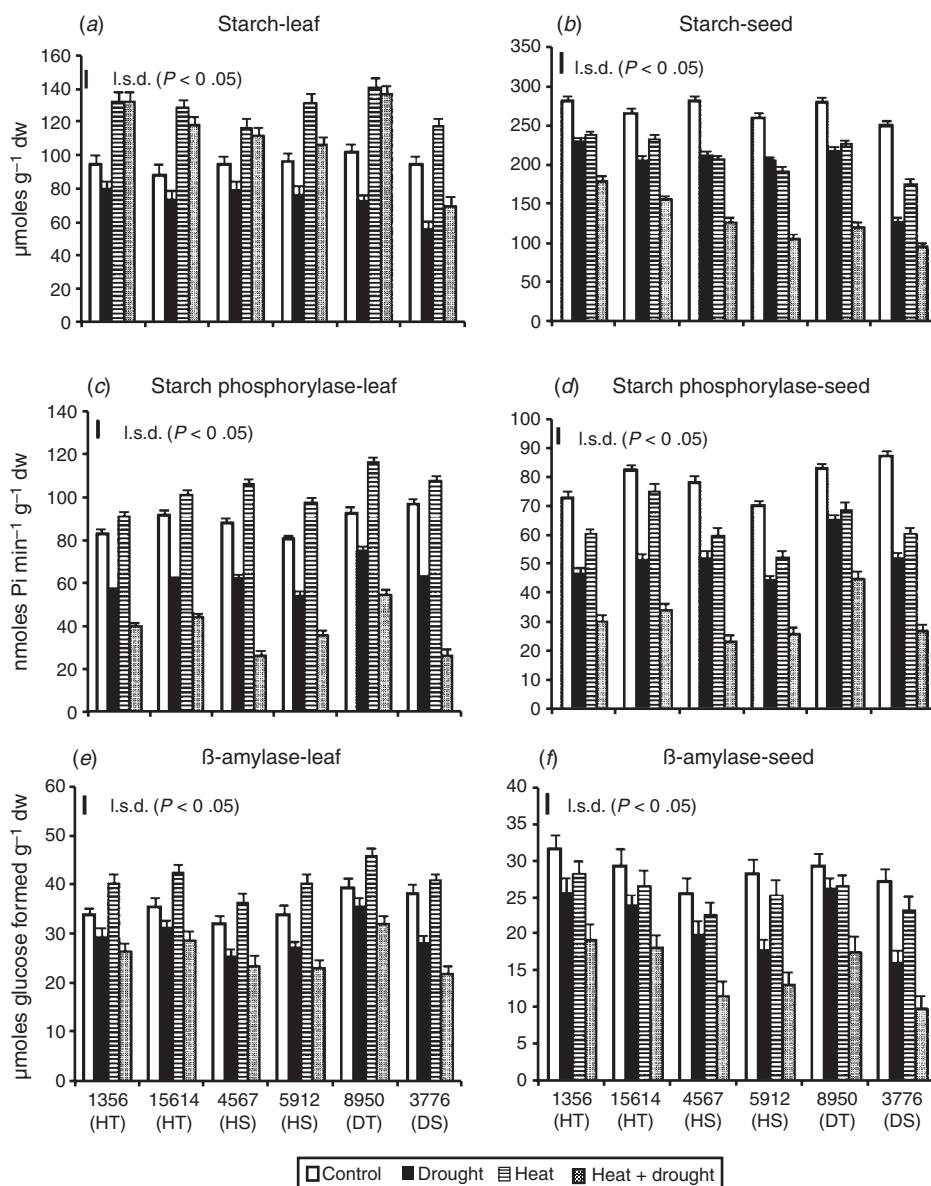 (a) Starch-leaf
160
140
120
100
80
60
40
20
0
l.s.d. (P < 0 .05)
µmoles g–1 dw
(b) Starch-seed
350
300
250
200
150
100
50
0
l.s.d. (P < 0 .05)
(c) Starch phosphorylase-leaf
140
120
100
80
60
40
20
0
l.s.d. (P < 0 .05)
nmoles Pi min–1 g–1 dw
(d) Starch phosphorylase-seed
100
90
80
70
60
50
40
30
20
10
0
l.s.d. (P < 0 .05)
(e) ß-amylase-leaf
60
50
40
30
20
10
0
l.s.d. (P < 0 .05)
µmoles glucose formed g–1 dw
1356 15614 4567 5912 8950 3776
(HT) (HT) (HS) (HS) (DT) (DS)
(f) ß-amylase-seed
40
35
30
25
20
15
10
5
0
l.s.d. (P < 0 .05)
1356 15614 4567 5912 8950 3776
(HT) (HT) (HS) (HS) (DT) (DS)
Control Drought Heat Heat + drought